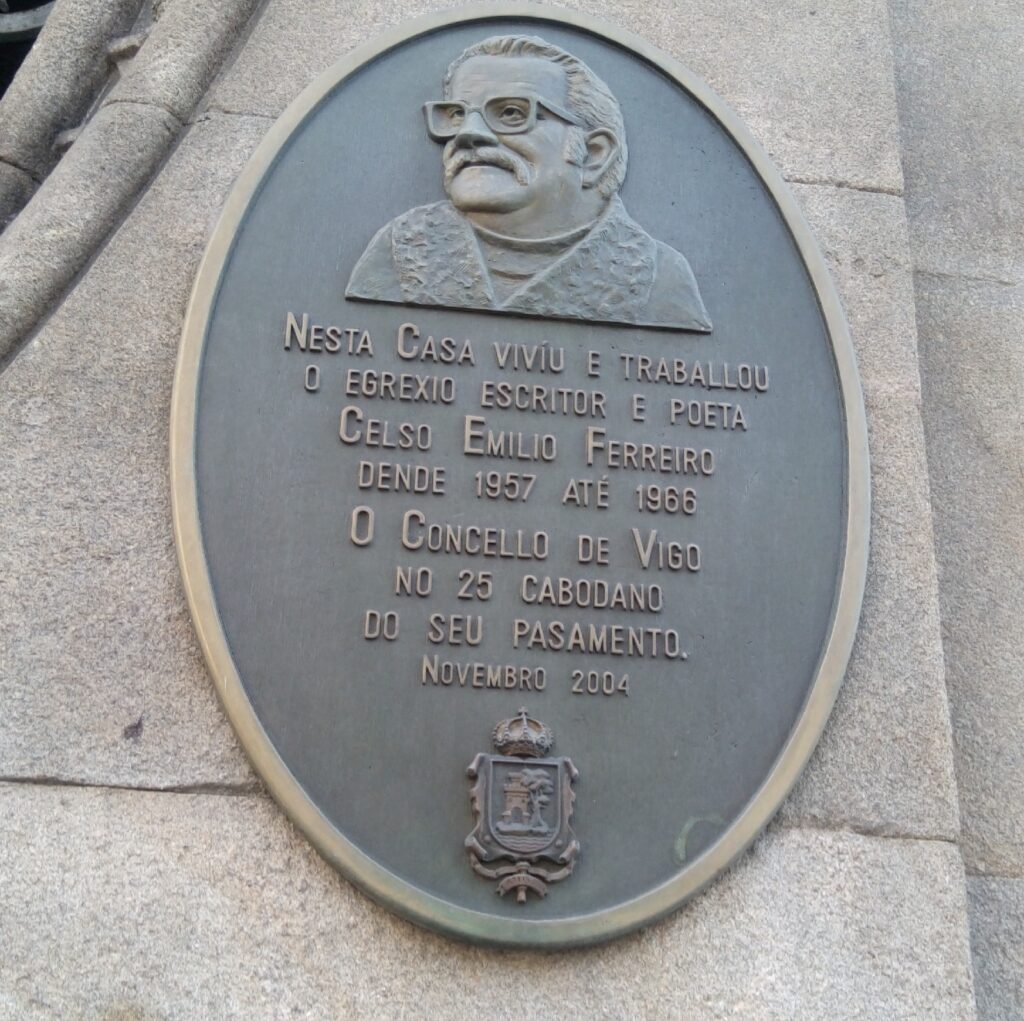 NESTA CASA VIVÍU E TRABALLOU
O EGREXIO ESCRITOR E POETA
CELSO EMILIO FERREIRO
DENDE 1957 ATÉ 1966
O CONCELLO DE VIGO
NO 25 CABODANO
DO SEU PASAMENTO.
NOVEMBRO 2004